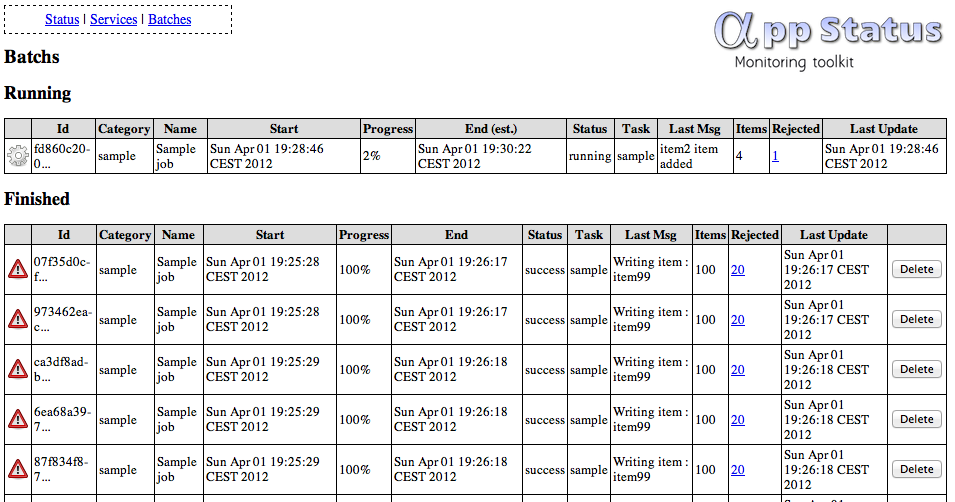 Status | Services | Batches
αpp Status
Monitoring toolkit
Batchs
Running
Id Category Name Start Progress End (est.) Status Task Last Msg Items Rejected Last Update
fd860c20-0... sample Sample job Sun Apr 01 19:28:46 CEST 2012 2% Sun Apr 01 19:30:22 CEST 2012 running sample item2 item added 4 1 Sun Apr 01 19:28:46 CEST 2012
Finished
Id Category Name Start Progress End Status Task Last Msg Items Rejected Last Update
07f35d0c-f... sample Sample job Sun Apr 01 19:25:28 CEST 2012 100% Sun Apr 01 19:26:17 CEST 2012 success sample Writing item : item99 100 20 Sun Apr 01 19:26:17 CEST 2012 Delete
973462ea-c... sample Sample job Sun Apr 01 19:25:28 CEST 2012 100% Sun Apr 01 19:26:17 CEST 2012 success sample Writing item : item99 100 20 Sun Apr 01 19:26:17 CEST 2012 Delete
ca3df8ad-b... sample Sample job Sun Apr 01 19:25:29 CEST 2012 100% Sun Apr 01 19:26:18 CEST 2012 success sample Writing item : item99 100 20 Sun Apr 01 19:26:18 CEST 2012 Delete
6ea68a39-7... sample Sample job Sun Apr 01 19:25:29 CEST 2012 100% Sun Apr 01 19:26:18 CEST 2012 success sample Writing item : item99 100 20 Sun Apr 01 19:26:18 CEST 2012 Delete
87f834f8-7... sample Sample job Sun Apr 01 19:25:29 CEST 2012 100% Sun Apr 01 19:26:18 CEST 2012 success sample Writing item : item99 100 20 Sun Apr 01 19:26:18 CEST 2012 Delete